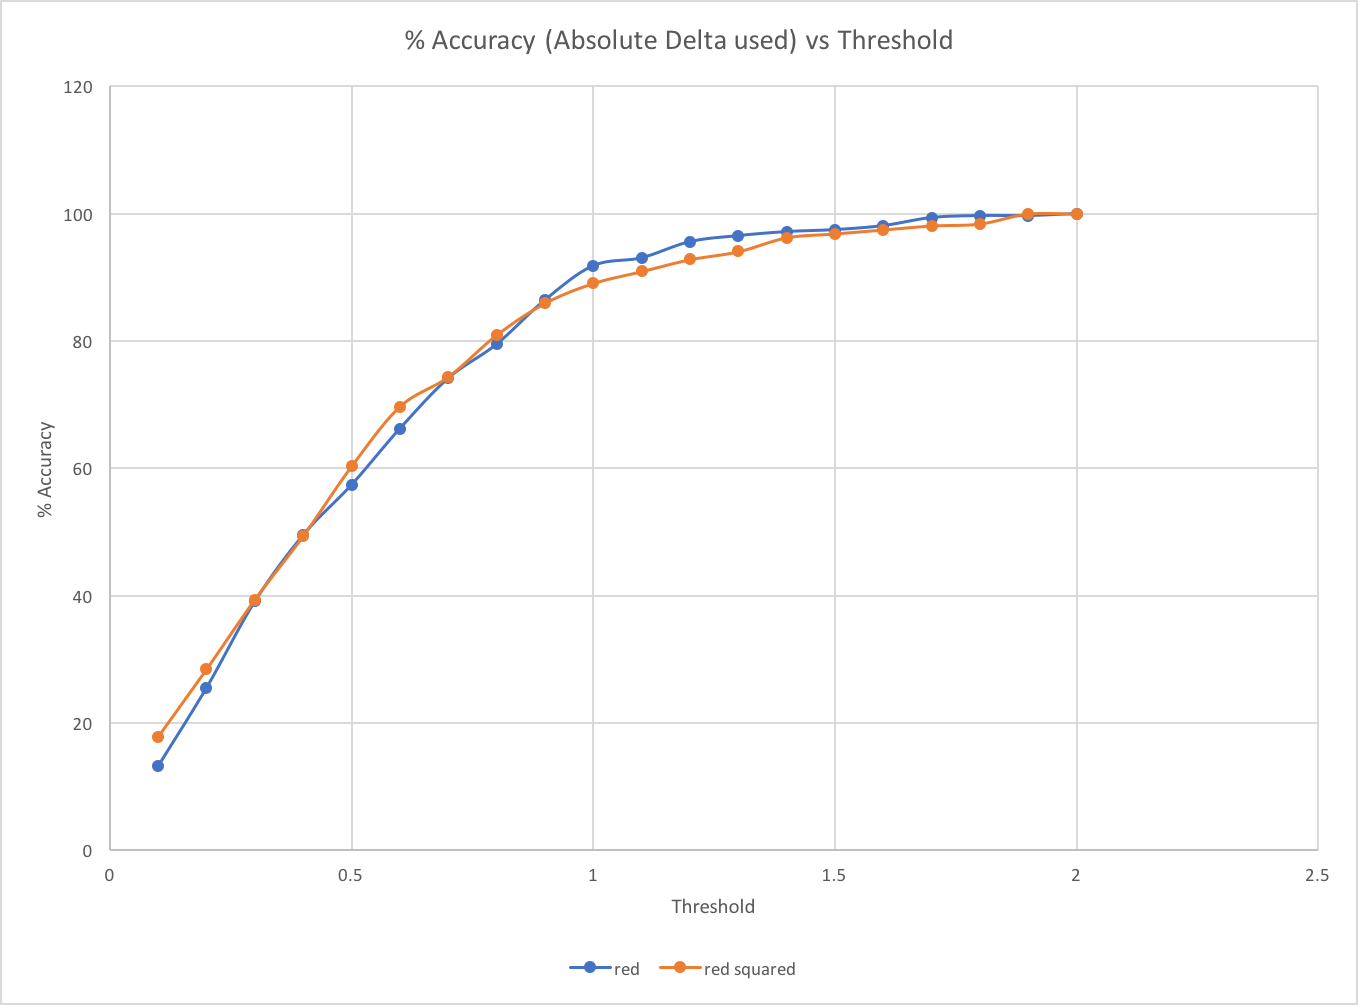 % Accuracy (Absolute Delta used) vs Threshold
120
100
80
60
40
20
0
% Accuracy
0 0.5 1 1.5 2 2.5
Threshold
red red squared